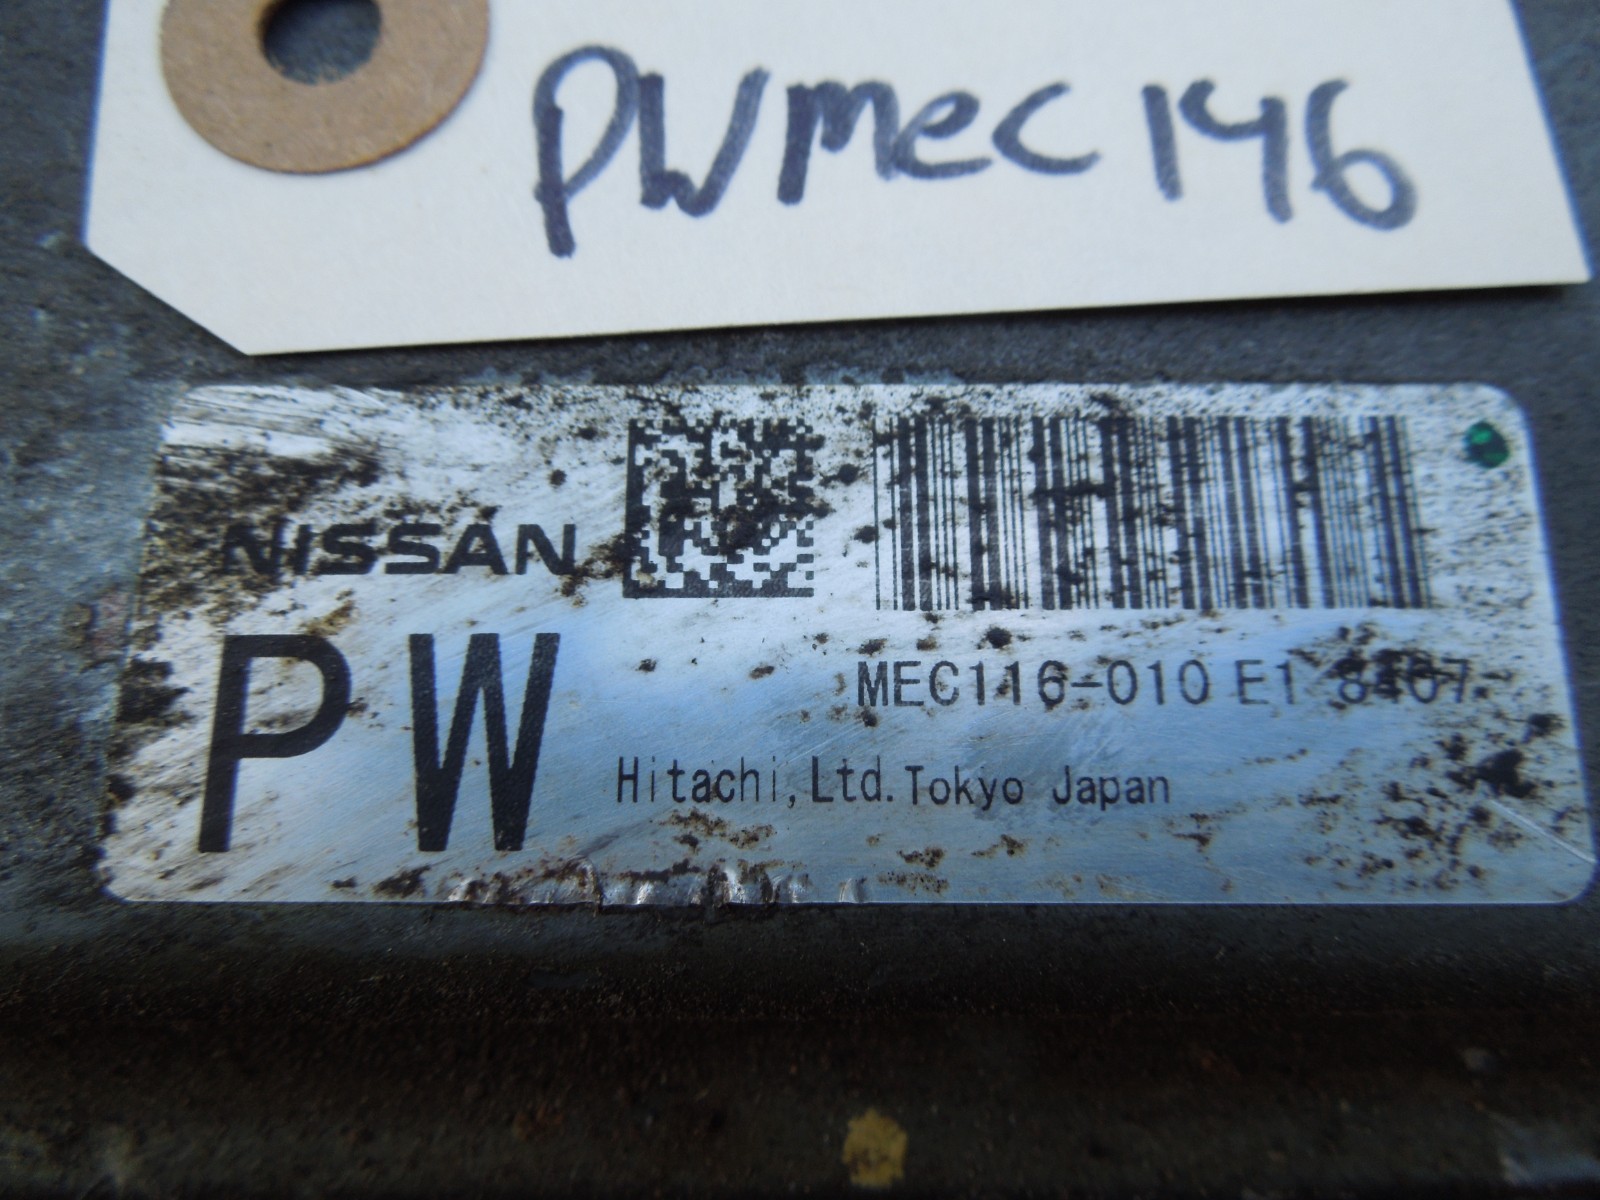 PWMEC146
NISSAN
PW
MEC116-010 E1
Hitachi, Ltd. Tokyo Japan